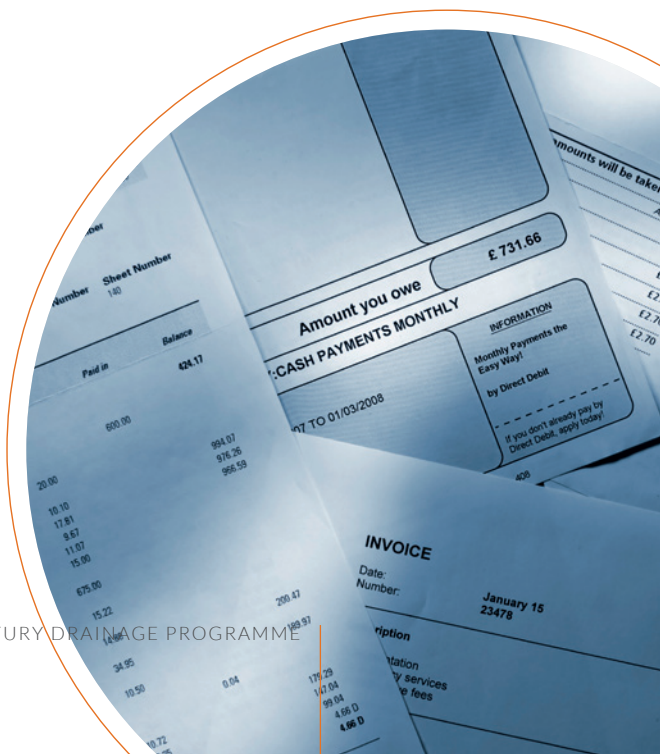 Sheet Number
Number
140
Paid in
Balance
424.17
600.00
994.07
976.26
966.59
20.00
10.10
17.81
9.67
11.07
15.00
675.00
15.22
200.47
189.97
34.95
10.50
0.04
179.29
147.04
99.04
4.66 D
4.66 D
£ 731.66
Amount you owe
CASH PAYMENTS MONTHLY
TO 01/03/2008
INFORMATION
Monthly Payments the
Easy Way!
by Direct Debit
If you don't already pay by
Direct Debit, apply today!
408
amounts will be taken
£2.70
£2.70
INVOICE
Date:
January 15
Number:
23478
services
fees
DRAINAGE PROGRAMME